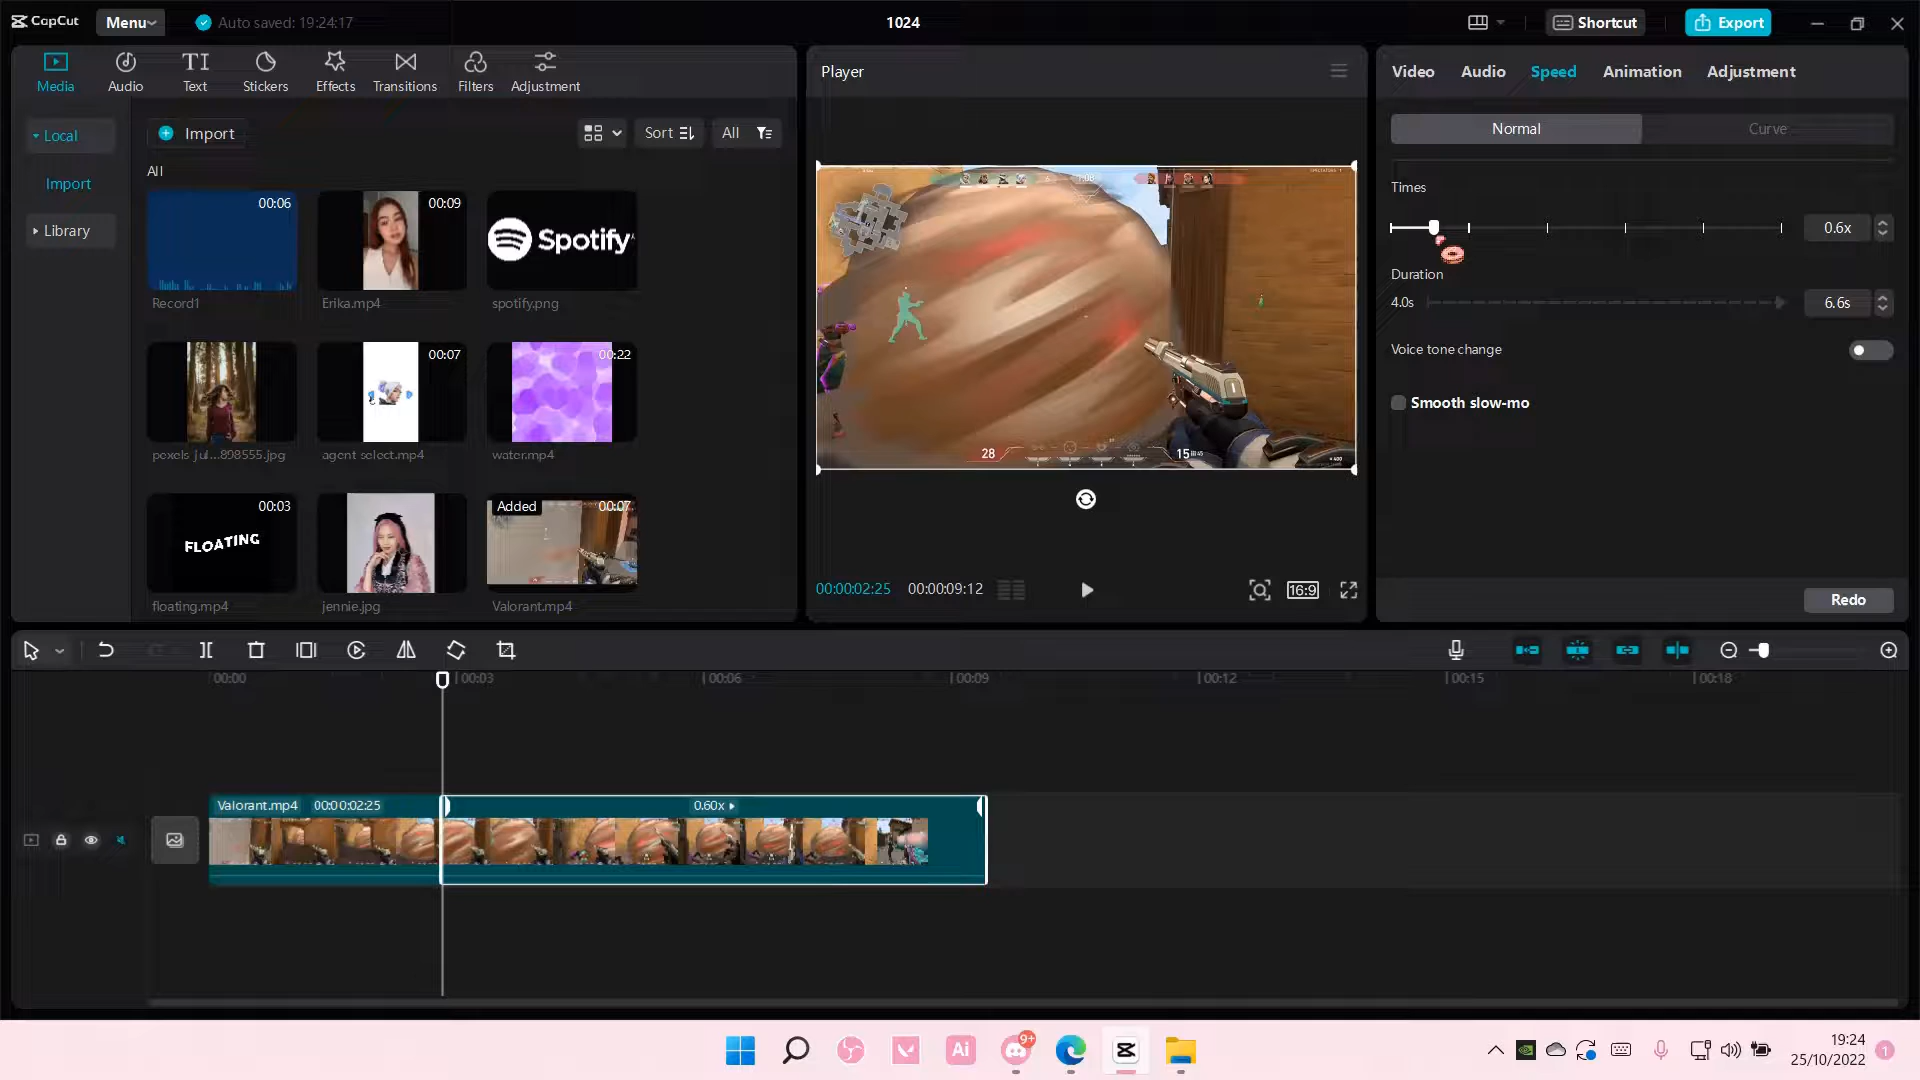 CapCut
Menu
Auto saved: 19:24:17
1024
Shortcut
Export
Media
Audio
Text
Stickers
Effects
Transitions
Filters
Adjustment
Player
Video
Audio
Speed
Animation
Adjustment
Local
Import
Sort
All
Normal
Curve
Import
All
Library
Times
0.6x
00:06
00:09
Spotify
Record1
Erika.mp4
spotify.png
Duration
4.0s
6.6s
Voice tone change
00:07
00:22
Smooth slow-mo
pexels jul...898555.jpg
agent select.mp4
water.mp4
28
15
00:03
Added
00:07
FLOATING
floating.mp4
jennie.jpg
Valorant.mp4
00:00:02:25
00:00:09:12
16:9
Redo
00:00
00:03
00:06
00:09
00:12
00:15
00:18
Valorant.mp4
00:00:02:25
0.60x
Ai
9+
19:24
25/10/2022
1